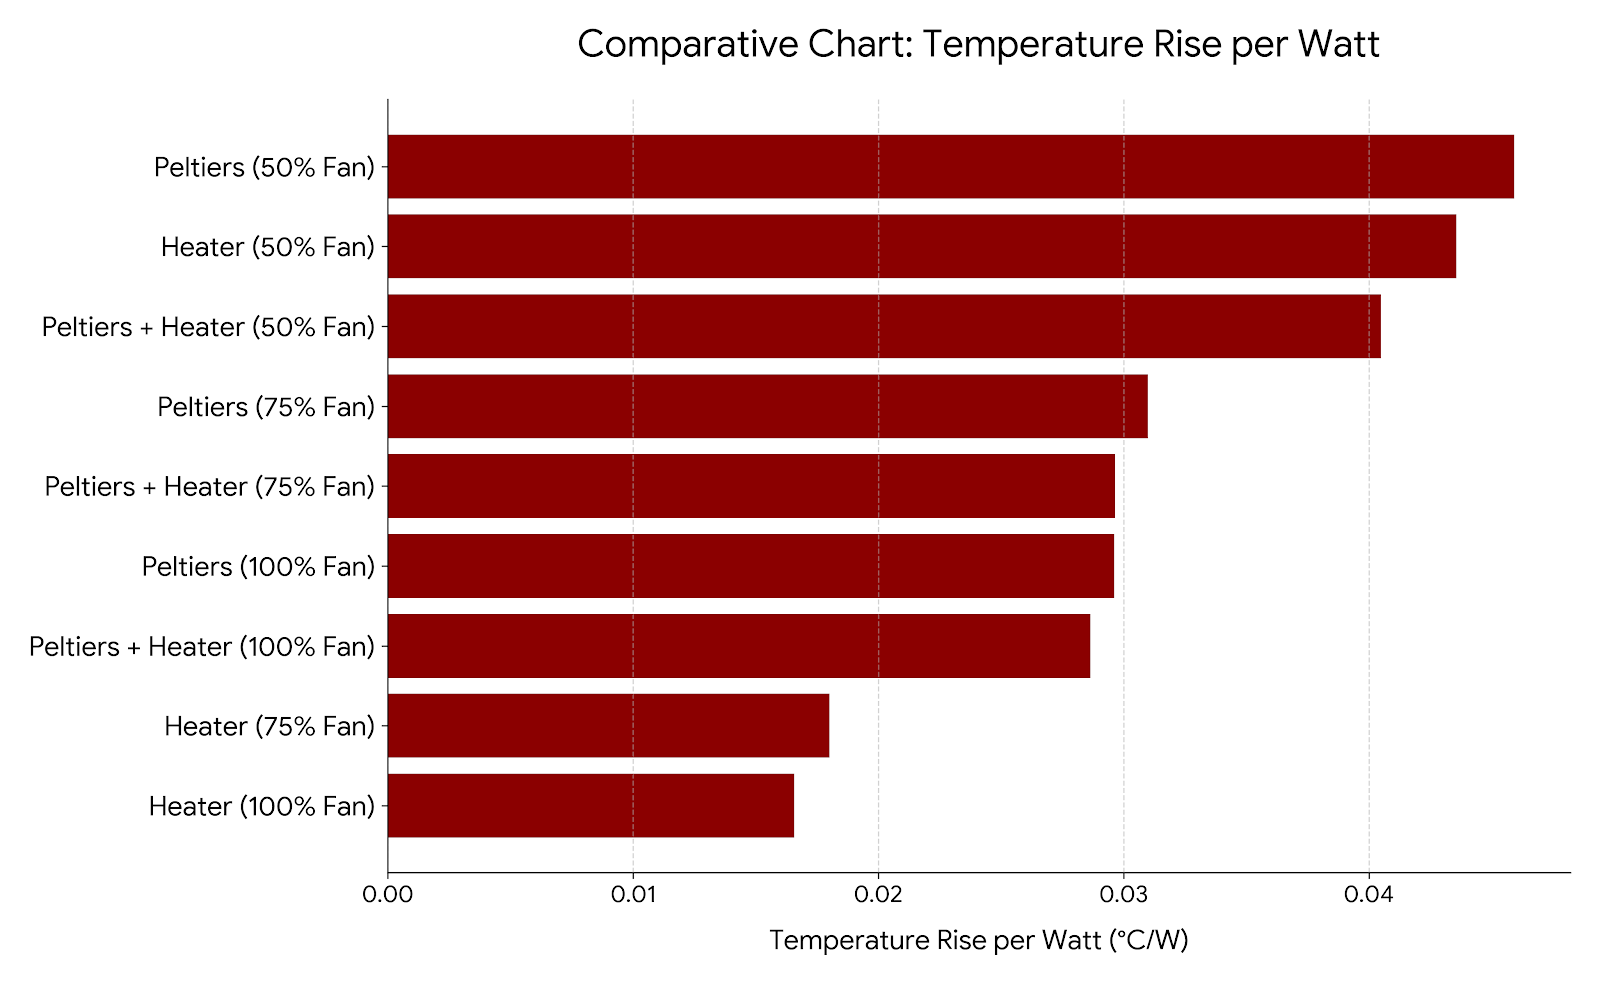 Comparative Chart: Temperature Rise per Watt
Peltiers (50% Fan)
Heater (50% Fan)
Peltiers + Heater (50% Fan)
Peltiers (75% Fan)
Peltiers + Heater (75% Fan)
Peltiers (100% Fan)
Peltiers + Heater (100% Fan)
Heater (75% Fan)
Heater (100% Fan)
0.00 0.01 0.02 0.03 0.04
Temperature Rise per Watt (°C/W)